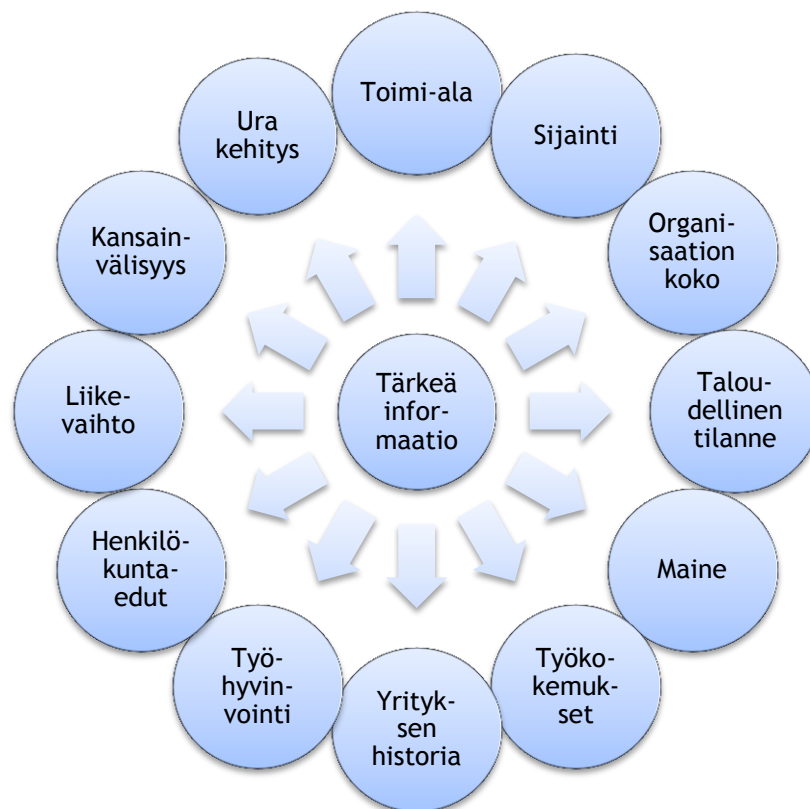 Toimi-ala
Sijainti
Organi-
saation
koko
Talou-
dellinen
tilanne
Maine
Työko-
kemuk-
set
Yrityk-
sen
historia
Työ-
hyvin-
vointi
Henkilö-
kunta-
edut
Liike-
vaihto
Kansain-
välisyys
Ura
kehitys
Tärkeä
infor-
maatio